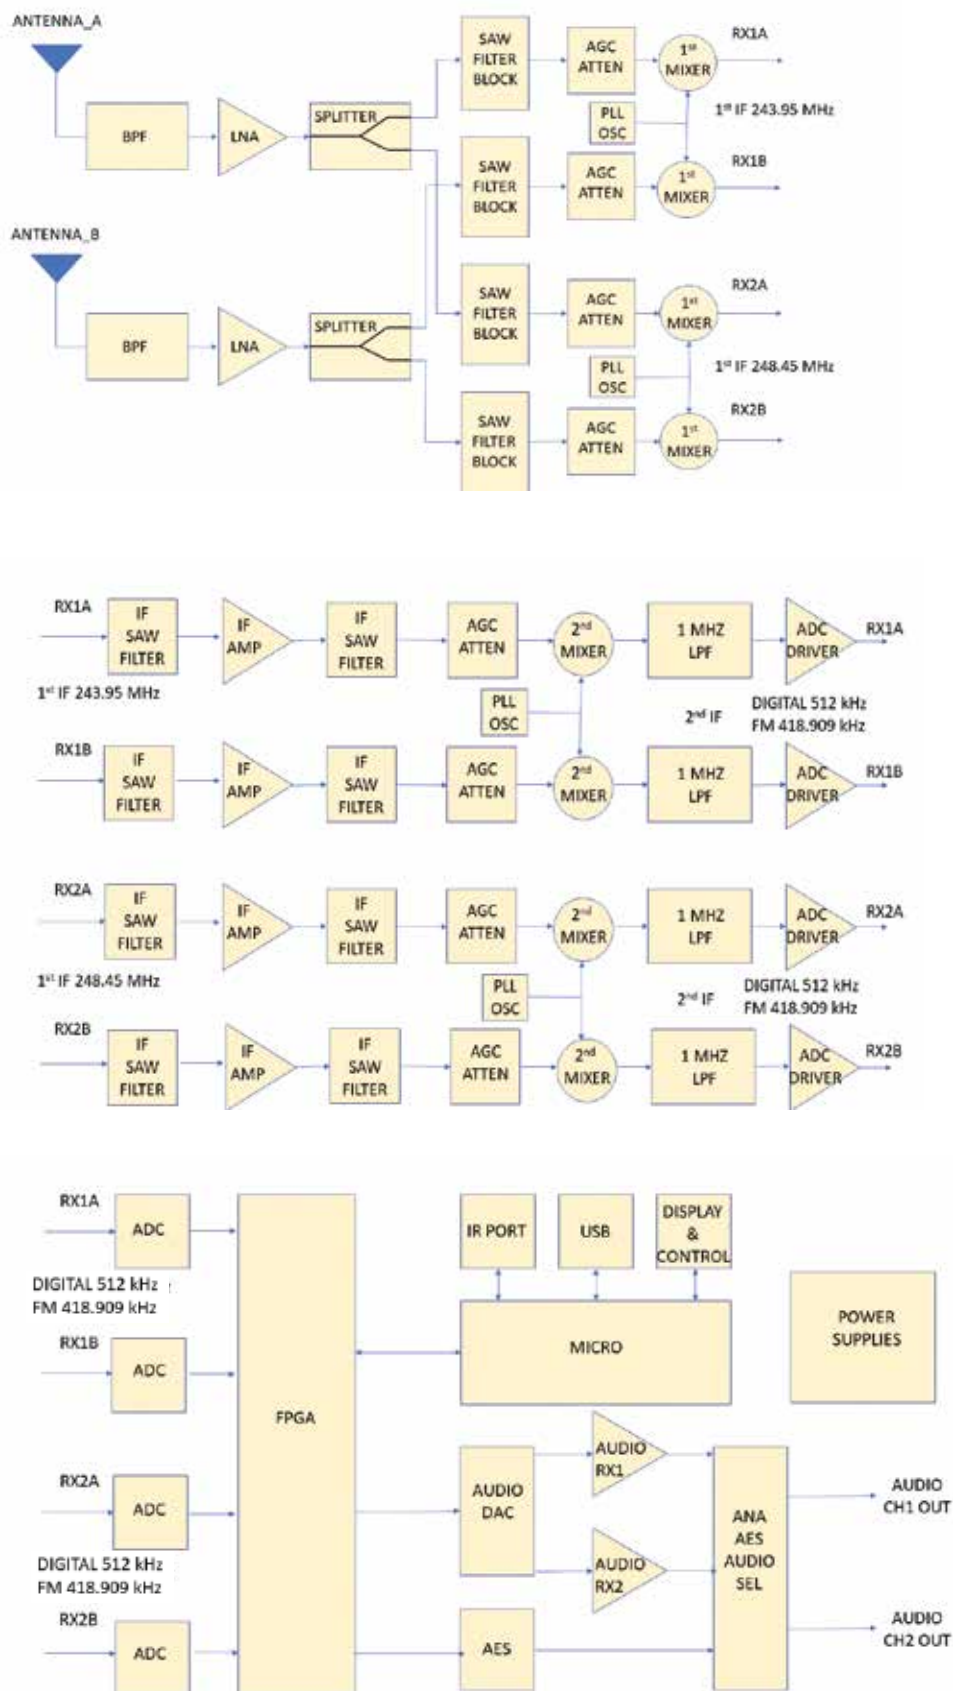 ANTENNA_A
BPF
LNA
SPLITTER
SAW
FILTER
BLOCK
AGC
ATTEN
1st
MIXER
RX1A
PLL
OSC
1st IF 243.95 MHz
SAW
FILTER
BLOCK
AGC
ATTEN
1st
MIXER
RX1B
ANTENNA_B
BPF
LNA
SPLITTER
SAW
FILTER
BLOCK
AGC
ATTEN
1st
MIXER
RX2A
PLL
OSC
1st IF 248.45 MHz
SAW
FILTER
BLOCK
AGC
ATTEN
1st
MIXER
RX2B
RX1A
IF
SAW
FILTER
IF
AMP
IF
SAW
FILTER
AGC
ATTEN
2nd
MIXER
1 MHZ
LPF
ADC
DRIVER
RX1A
1st IF 243.95 MHz
PLL
OSC
2nd IF
DIGITAL 512 kHz
FM 418.909 kHz
RX1B
IF
SAW
FILTER
IF
AMP
IF
SAW
FILTER
AGC
ATTEN
2nd
MIXER
1 MHZ
LPF
ADC
DRIVER
RX1B
RX2A
IF
SAW
FILTER
IF
AMP
IF
SAW
FILTER
AGC
ATTEN
2nd
MIXER
1 MHZ
LPF
ADC
DRIVER
RX2A
1st IF 248.45 MHz
PLL
OSC
2nd IF
DIGITAL 512 kHz
FM 418.909 kHz
RX2B
IF
SAW
FILTER
IF
AMP
IF
SAW
FILTER
AGC
ATTEN
2nd
MIXER
1 MHZ
LPF
ADC
DRIVER
RX2B
RX1A
ADC
DIGITAL 512 kHz
FM 418.909 kHz
RX1B
ADC
RX2A
ADC
DIGITAL 512 kHz
FM 418.909 kHz
RX2B
ADC
FPGA
IR PORT
USB
DISPLAY
&
CONTROL
MICRO
POWER
SUPPLIES
AUDIO
DAC
AUDIO
RX1
AUDIO
RX2
AES
ANA
AES
AUDIO
SEL
AUDIO
CH1 OUT
AUDIO
CH2 OUT